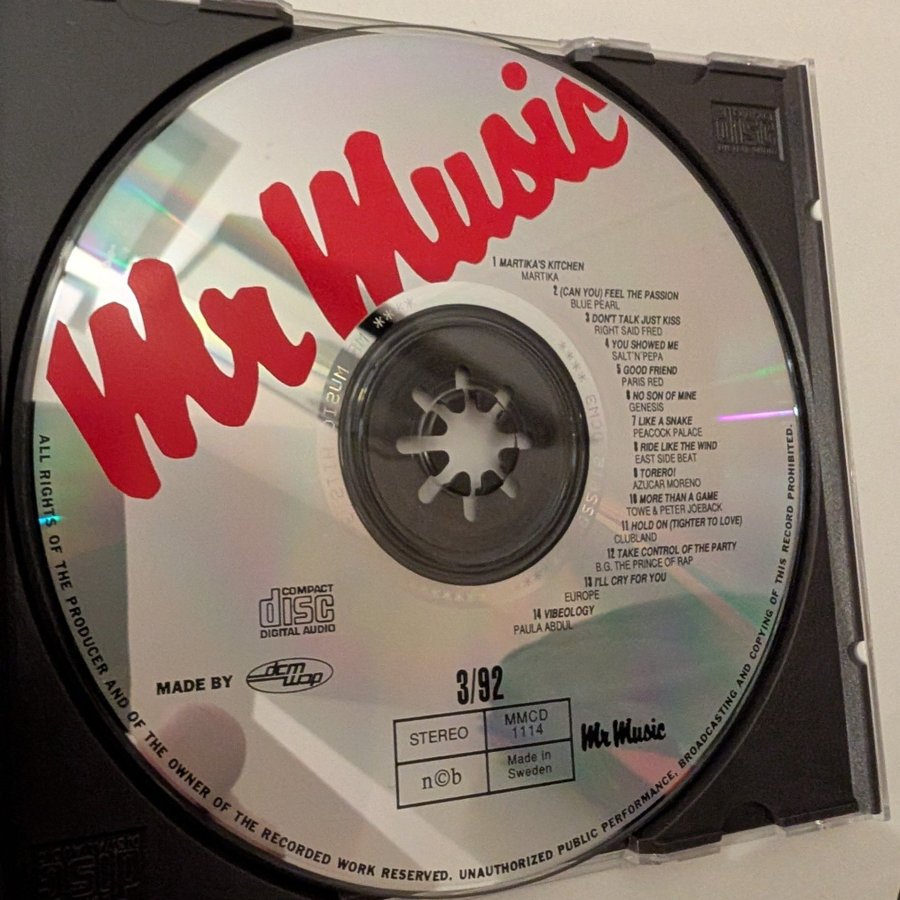 Mr Music
1 MARTIKA'S KITCHEN
MARTIKA
2 (CAN YOU) FEEL THE PASSION
BLUE PEARL
3 DON'T TALK JUST KISS
RIGHT SAID FRED
4 YOU SHOWED ME
SALT'N'PEPA
5 GOOD FRIEND
PARIS RED
6 NO SON OF MINE
GENESIS
7 LIKE A SNAKE
PEACOCK PALACE
8 RIDE LIKE THE WIND
EAST SIDE BEAT
9 TORERO!
AZUCAR MORENO
10 MORE THAN A GAME
TOWE & PETER JOEBACK
11 HOLD ON (TIGHTER TO LOVE)
CLUBLAND
12 TAKE CONTROL OF THE PARTY
B.G. THE PRINCE OF RAP
13 I'LL CRY FOR YOU
EUROPE
14 VIBEOLOGY
PAULA ABDUL
COMPACT
disc
DIGITAL AUDIO
MADE BY dcm
3/92
STEREO
MMCD
1114
n©b
Made in
Sweden
Mr Music
ALL RIGHTS OF THE PRODUCER AND OF THE OWNER OF THE RECORDED WORK RESERVED. UNAUTHORIZED PUBLIC PERFORMANCE, BROADCASTING AND COPYING OF THIS RECORD PROHIBITED.
disc